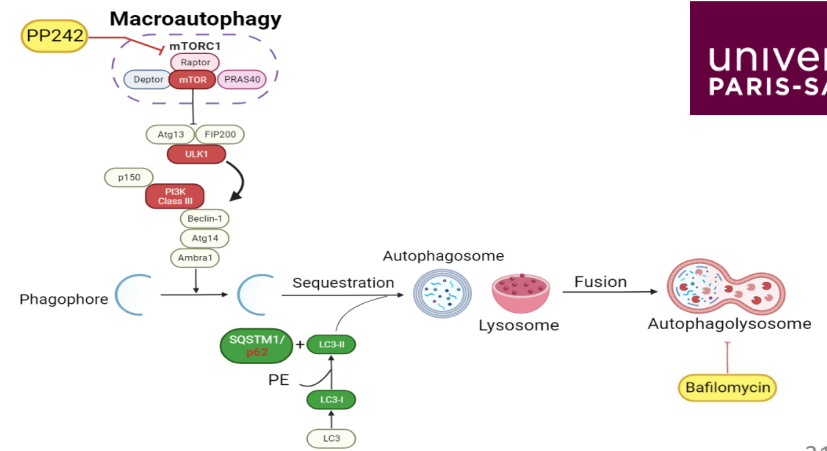 Macroautophagy
PP242
mTORC1
Raptor
Deptor
mTOR
PRAS40
Atg13
FIP200
ULK1
p150
PI3K
Class III
Beclin-1
Atg14
Ambra1
Phagophore
Sequestration
Autophagosome
Lysosome
Fusion
Autophagolysosome
SQSTM1/
p62
+
LC3-II
PE
LC3-I
LC3
Bafilomycin
PARIS-SA